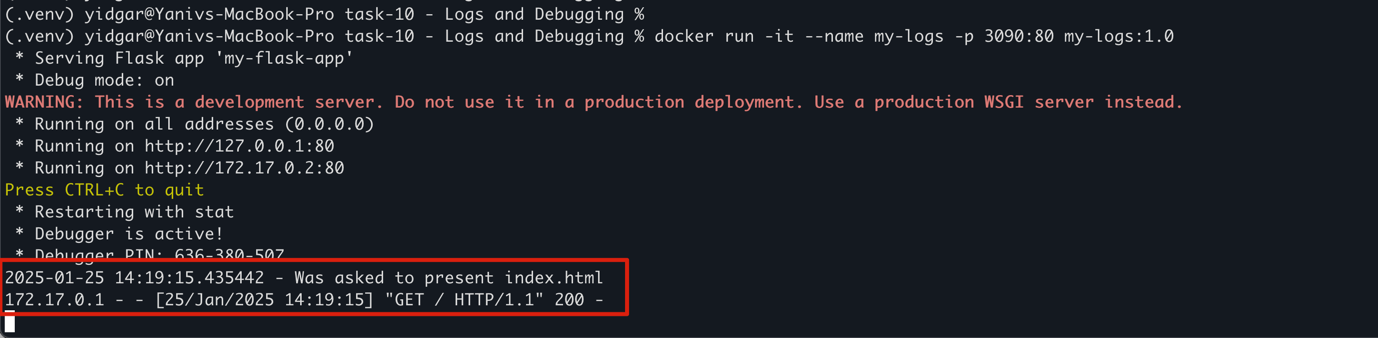 (.venv) yidgar@Yanivs-MacBook-Pro task-10 - Logs and Debugging %
(.venv) yidgar@Yanivs-MacBook-Pro task-10 - Logs and Debugging % docker run -it --name my-logs -p 3090:80 my-logs:1.0
* Serving Flask app 'my-flask-app'
* Debug mode: on
WARNING: This is a development server. Do not use it in a production deployment. Use a production WSGI server instead.
* Running on all addresses (0.0.0.0)
* Running on http://127.0.0.1:80
* Running on http://172.17.0.2:80
Press CTRL+C to quit
* Restarting with stat
* Debugger is active!
* Debugger PIN: 636-380-507
2025-01-25 14:19:15.435442 - Was asked to present index.html
172.17.0.1 - - [25/Jan/2025 14:19:15] "GET / HTTP/1.1" 200 -